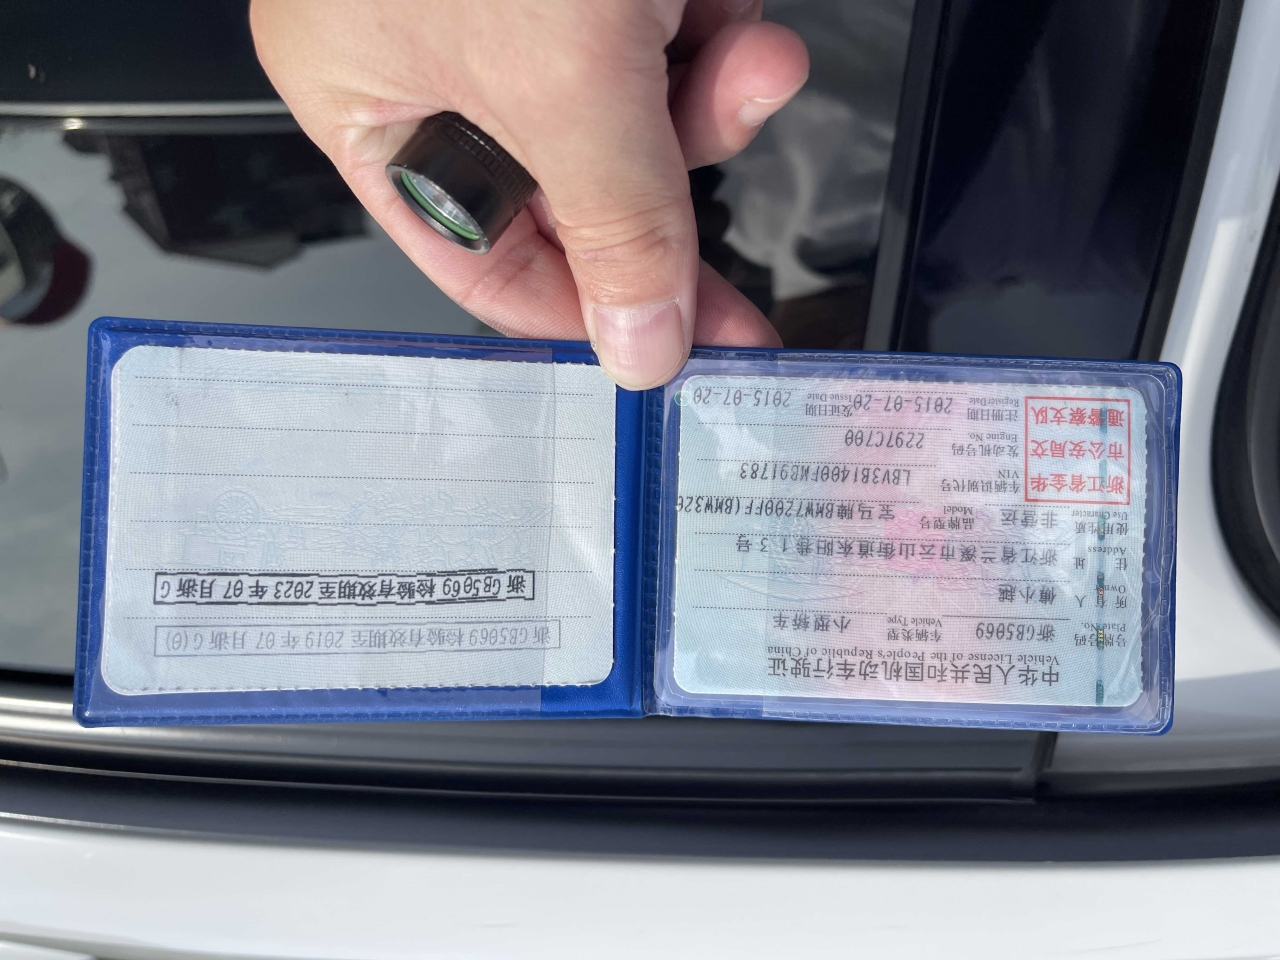 中华人民共和国机动车行驶证
Vehicle License of the People's Republic of China
号牌号码 浙GB5069 车辆类型 小型轿车
Plate No. Vehicle Type
所有人 傅小越
Owner
住址 浙江省兰溪市云山街道东阳巷13号
Address
使用性质 非营运 品牌型号 宝马牌BMW7200FF(BMW320
Use Character Model
浙江省金华
市公安局交
通警察支队
车辆识别代号 LBV3B1400FMB91783
VIN
发动机号码 2297C700
Engine No.
注册日期 2015-07-20 发证日期 2015-07-20
Register Date Issue Date
浙GB5069 检验有效期至 2019年07月浙G(0)
浙GB5069 检验有效期至 2023年07月浙G